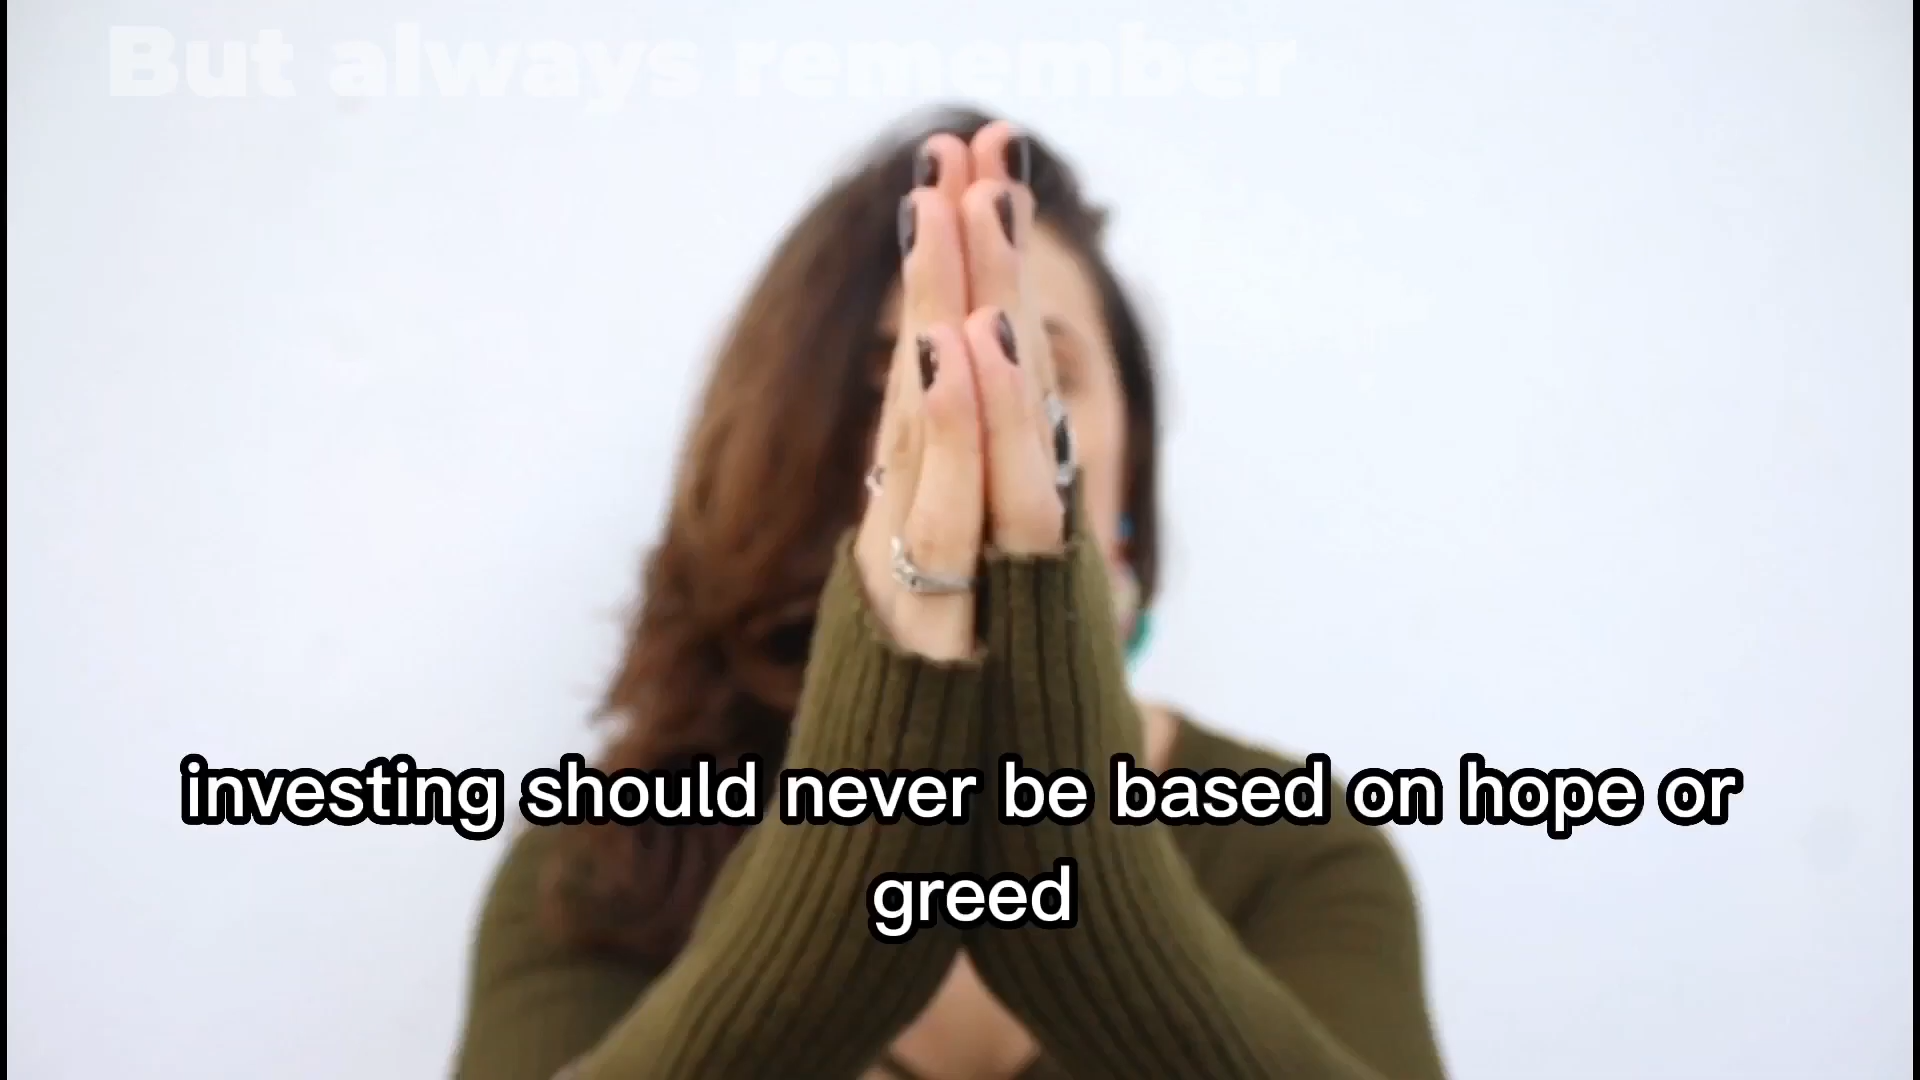 But always remember
investing should never be based on hope or
greed